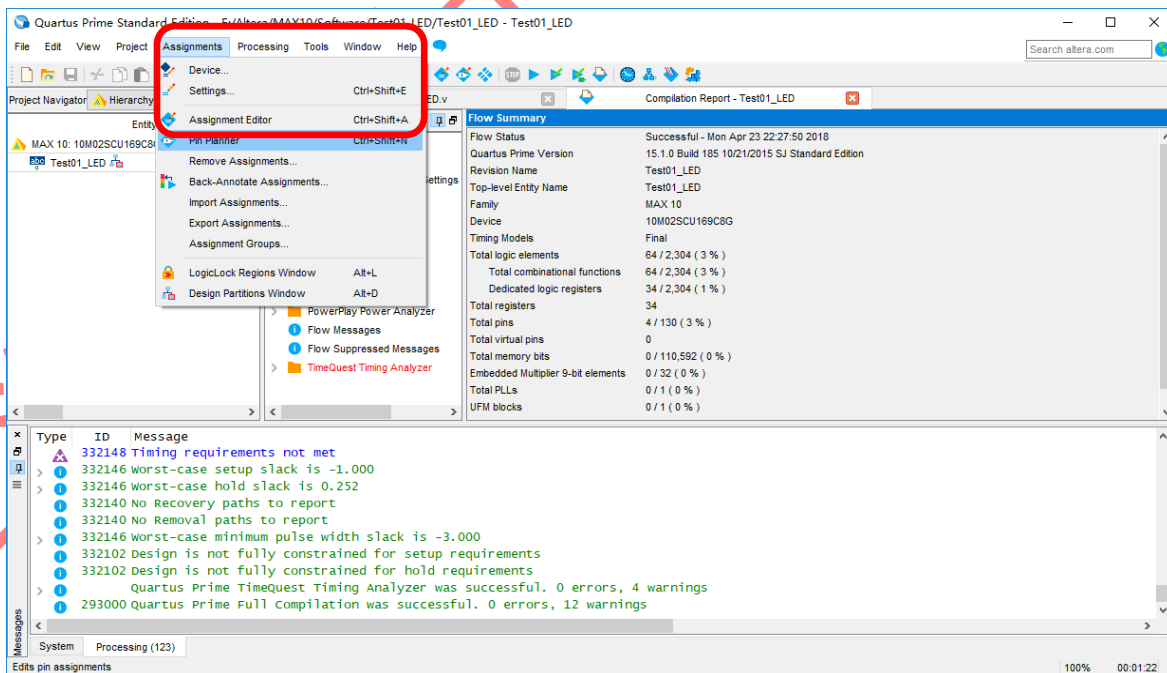 Quartus Prime Standard Edition - E:/Altera/MAX10/Software/Test01_LED/Test01_LED - Test01_LED
File Edit View Project Assignments Processing Tools Window Help
Search altera.com
Project Navigator Hierarchy
ED.v
Compilation Report - Test01_LED
Entity
MAX 10: 10M02SCU169C8
Test01_LED
Device...
Settings... Ctrl+Shift+E
Assignment Editor Ctrl+Shift+A
Pin Planner Ctrl+Shift+N
Remove Assignments...
Back-Annotate Assignments...
Import Assignments...
Export Assignments...
Assignment Groups...
LogicLock Regions Window Alt+L
Design Partitions Window Alt+D
ettings
PowerPlay Power Analyzer
Flow Messages
Flow Suppressed Messages
TimeQuest Timing Analyzer
Flow Summary
Flow Status Successful - Mon Apr 23 22:27:50 2018
Quartus Prime Version 15.1.0 Build 185 10/21/2015 SJ Standard Edition
Revision Name Test01_LED
Top-level Entity Name Test01_LED
Family MAX 10
Device 10M02SCU169C8G
Timing Models Final
Total logic elements 64 / 2,304 ( 3 % )
Total combinational functions 64 / 2,304 ( 3 % )
Dedicated logic registers 34 / 2,304 ( 1 % )
Total registers 34
Total pins 4 / 130 ( 3 % )
Total virtual pins 0
Total memory bits 0 / 110,592 ( 0 % )
Embedded Multiplier 9-bit elements 0 / 32 ( 0 % )
Total PLLs 0 / 1 ( 0 % )
UFM blocks 0 / 1 ( 0 % )
Type ID Message
332148 Timing requirements not met
332146 Worst-case setup slack is -1.000
332146 Worst-case hold slack is 0.252
332140 No Recovery paths to report
332140 No Removal paths to report
332146 Worst-case minimum pulse width slack is -3.000
332102 Design is not fully constrained for setup requirements
332102 Design is not fully constrained for hold requirements
Quartus Prime TimeQuest Timing Analyzer was successful. 0 errors, 4 warnings
293000 Quartus Prime Full Compilation was successful. 0 errors, 12 warnings
Messages
System Processing (123)
Edits pin assignments
100% 00:01:22